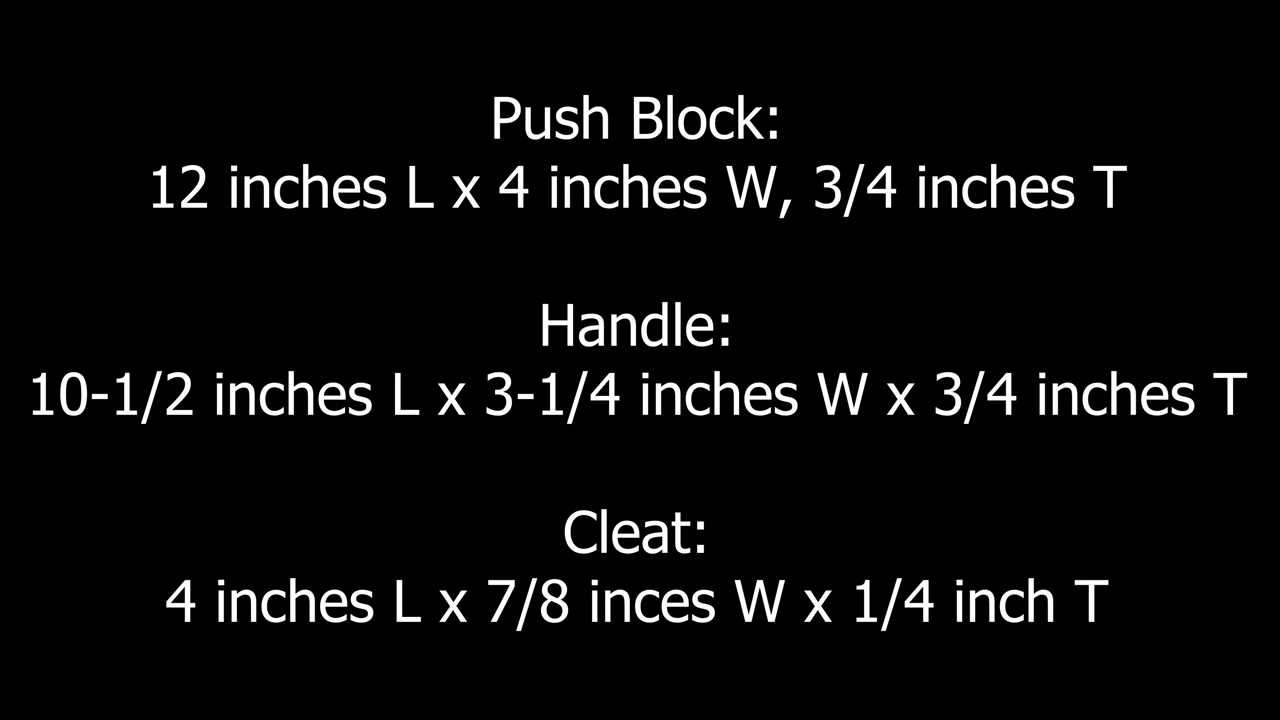 Push Block:
12 inches L x 4 inches W, 3/4 inches T
Handle:
10-1/2 inches L x 3-1/4 inches W x 3/4 inches T
Cleat:
4 inches L x 7/8 inces W x 1/4 inch T